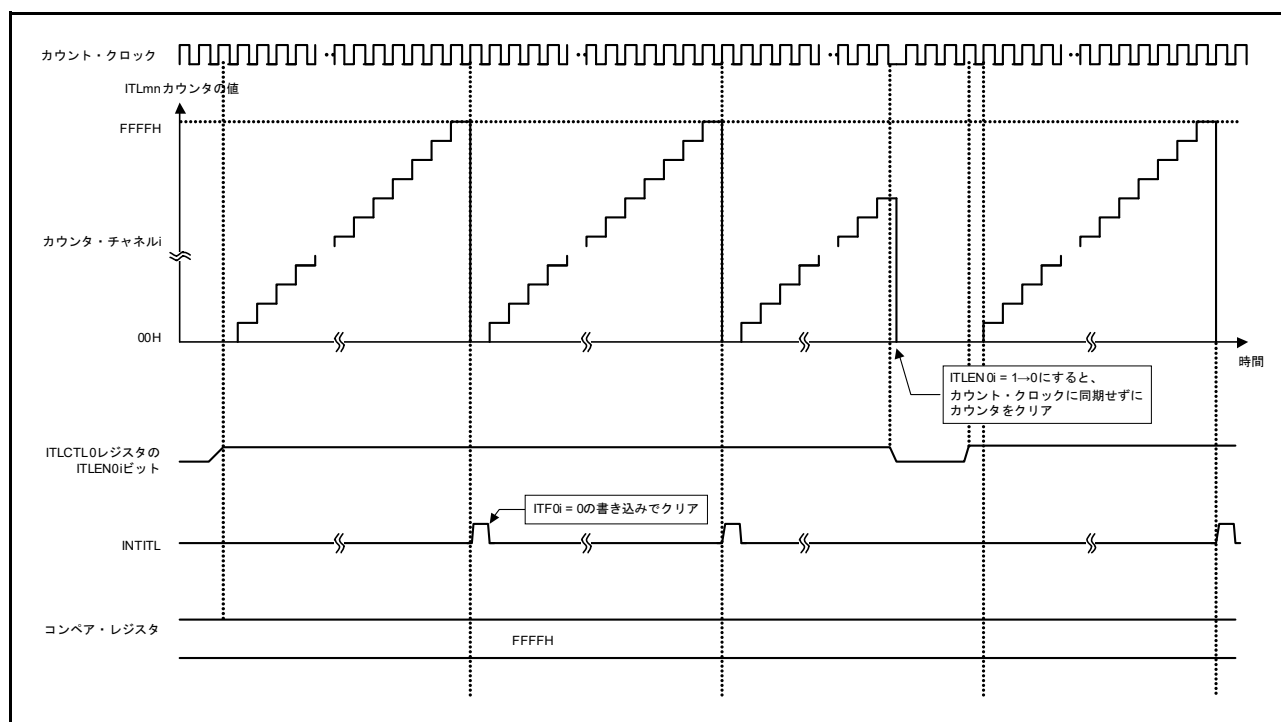 カウント・クロック
ITLmnカウンタの値
FFFFH
カウンタ・チャネルi
00H
時間
ITLEN0i = 1→0にすると、
カウント・クロックに同期せずに
カウンタをクリア
ITLCTL0レジスタの
ITLEN0iビット
ITF0i = 0の書き込みでクリア
INTITL
コンペア・レジスタ
FFFFH